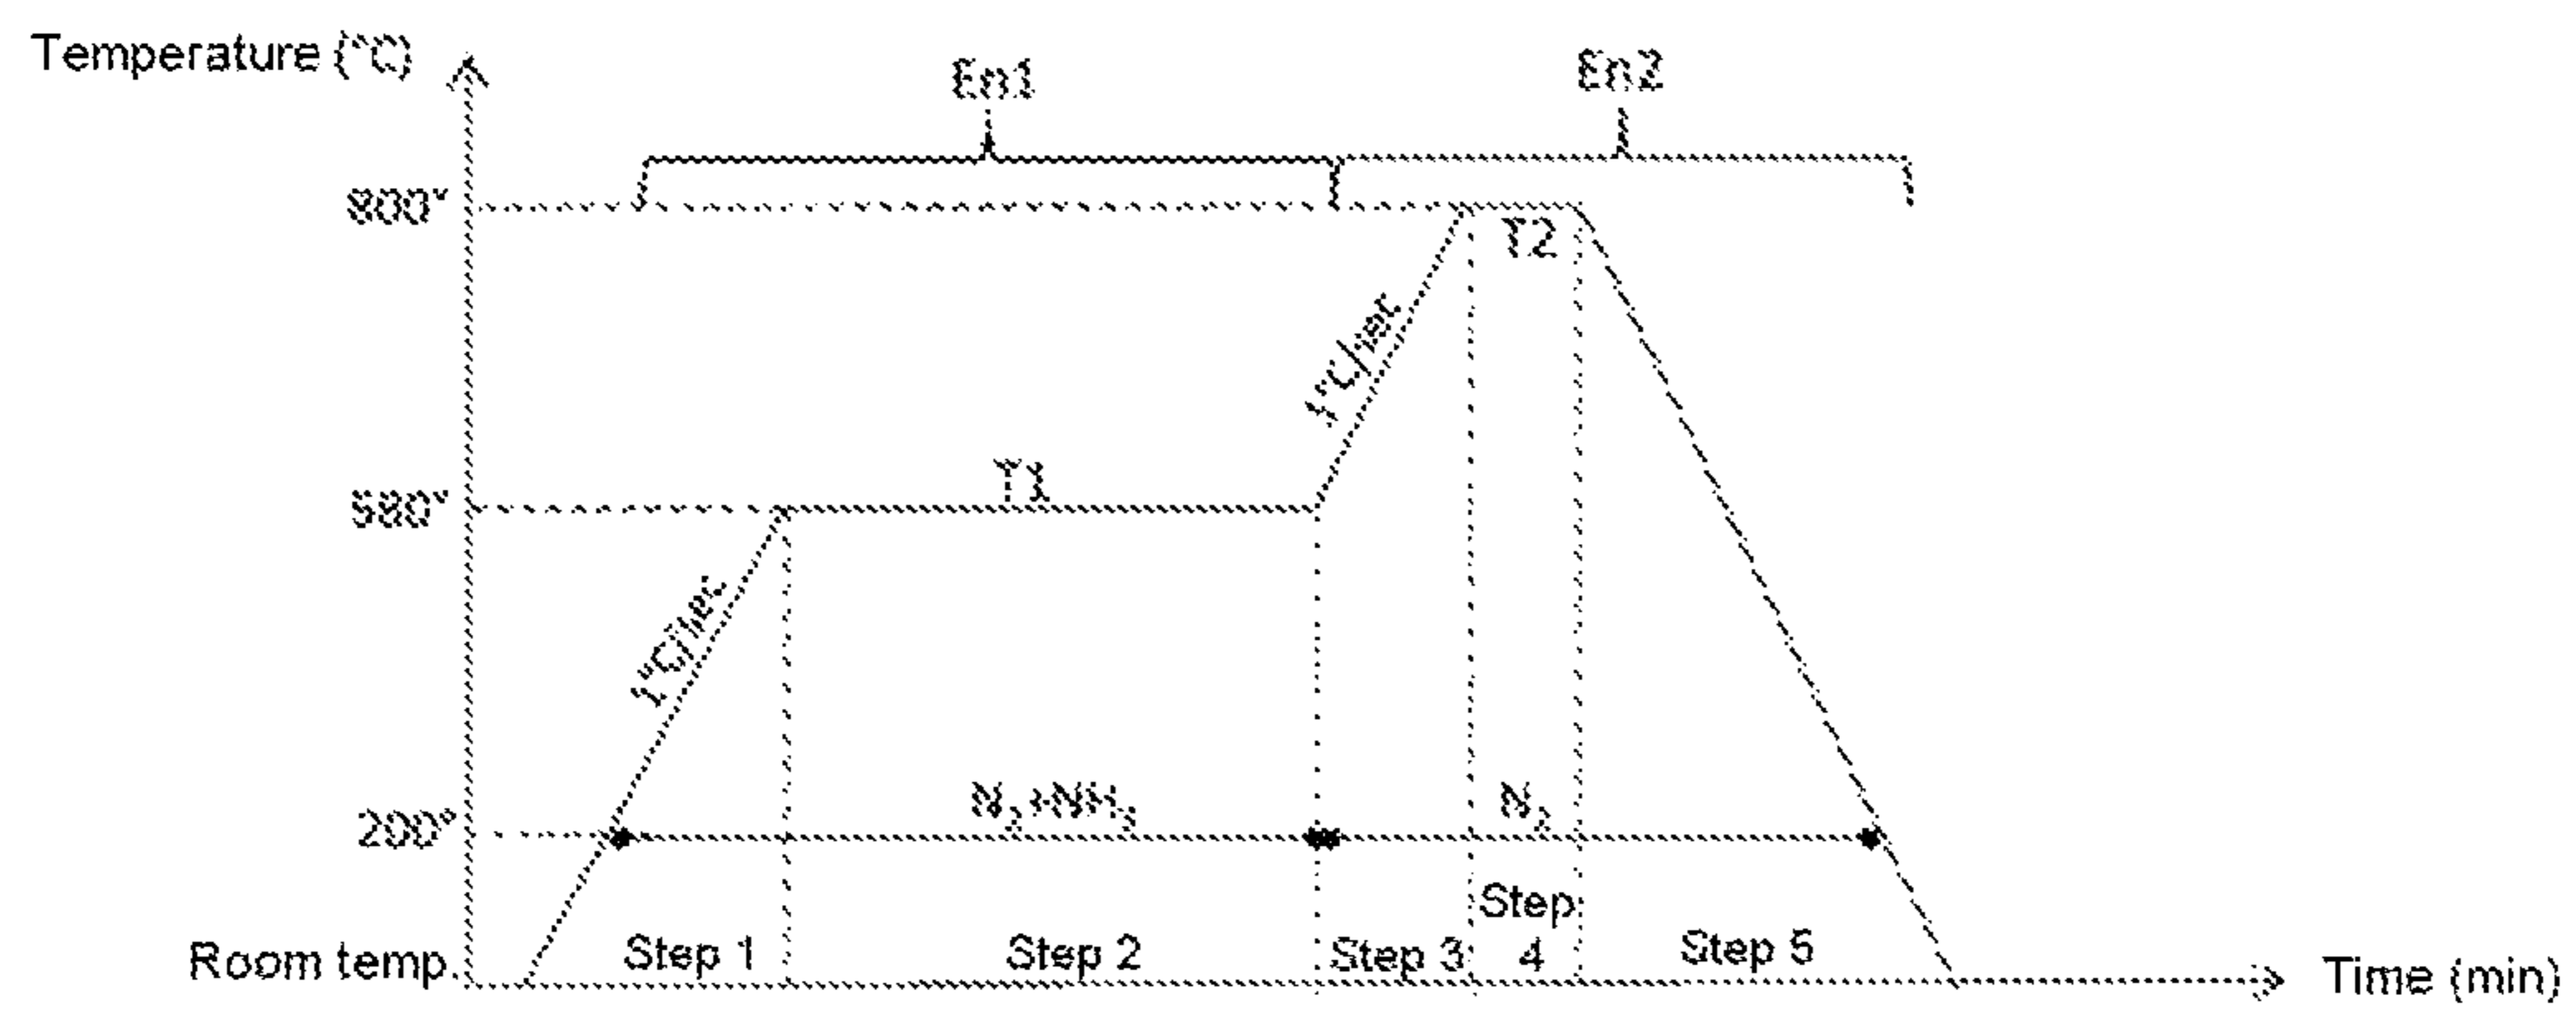 Temperature (°C)
En1
En2
800°
T2
1°C/sec
T1
580°
1°C/sec
N2+NH3
N2
200°
Step 1
Step 2
Step 3
Step
4
Step 5
Room temp.
Time (min)